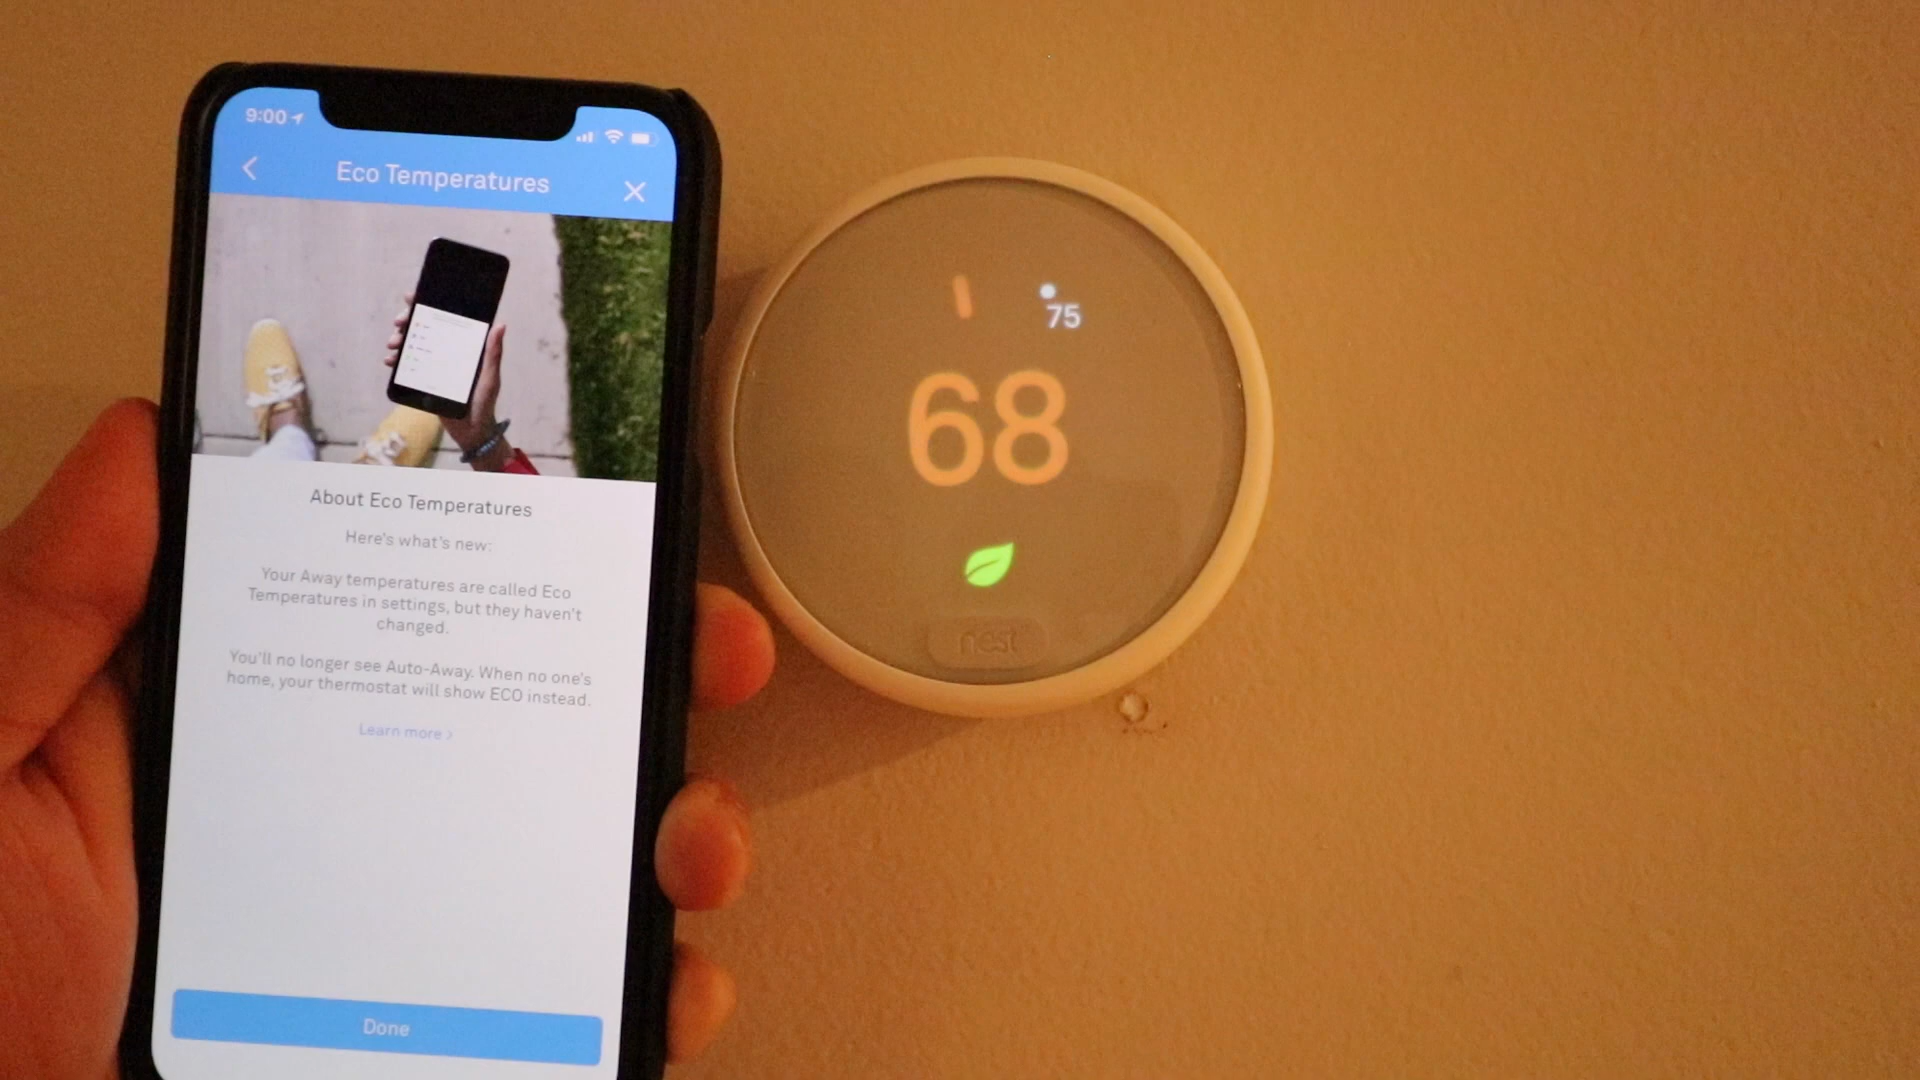 9:00
Eco Temperatures
About Eco Temperatures
Here's what's new:
Your Away temperatures are called Eco
Temperatures in settings, but they haven't
changed.
You'll no longer see Auto-Away. When no one's
home, your thermostat will show ECO instead.
Learn more >
Done
75
68
nest